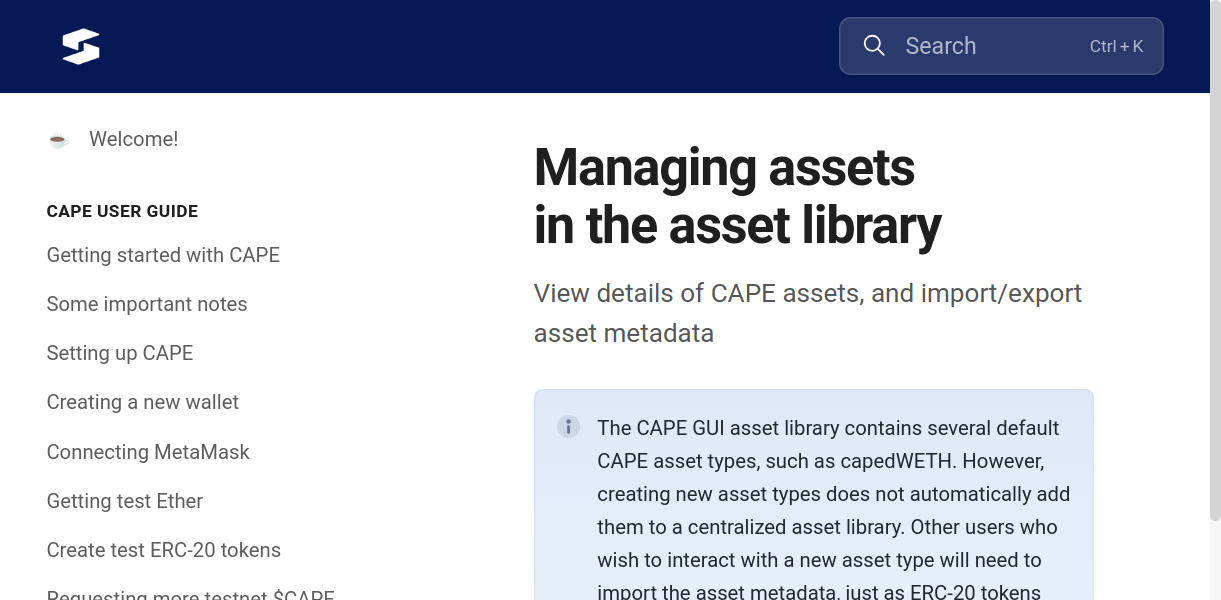 Search
Ctrl + K
Welcome!
CAPE USER GUIDE
Getting started with CAPE
Some important notes
Setting up CAPE
Creating a new wallet
Connecting MetaMask
Getting test Ether
Create test ERC-20 tokens
Requesting more testnet $CAPE
Managing assets
in the asset library
View details of CAPE assets, and import/export
asset metadata
The CAPE GUI asset library contains several default
CAPE asset types, such as capedWETH. However,
creating new asset types does not automatically add
them to a centralized asset library. Other users who
wish to interact with a new asset type will need to
import the asset metadata, just as ERC-20 tokens